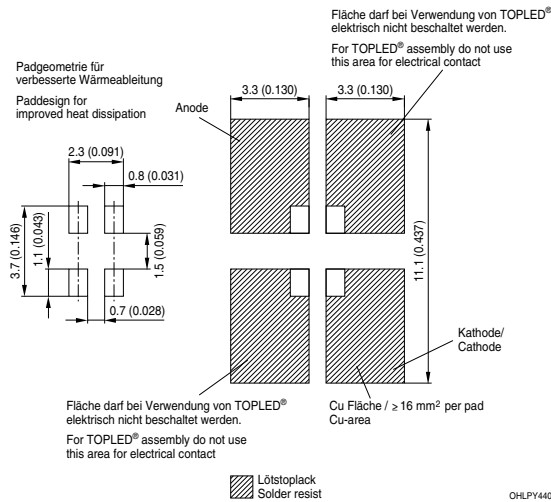 Fläche darf bei Verwendung von TOPLED®
elektrisch nicht beschaltet werden.
For TOPLED® assembly do not use
this area for electrical contact
Padgeometrie für
verbesserte Wärmeableitung
Paddesign for
improved heat dissipation
3.3 (0.130)
3.3 (0.130)
Anode
2.3 (0.091)
0.8 (0.031)
3.7 (0.146)
1.1 (0.043)
1.5 (0.059)
11.1 (0.437)
0.7 (0.028)
Kathode/
Cathode
Fläche darf bei Verwendung von TOPLED®
elektrisch nicht beschaltet werden.
For TOPLED® assembly do not use
this area for electrical contact
Cu Fläche / ≥ 16 mm² per pad
Cu-area
Lötstoplack
Solder resist
OHLPY440